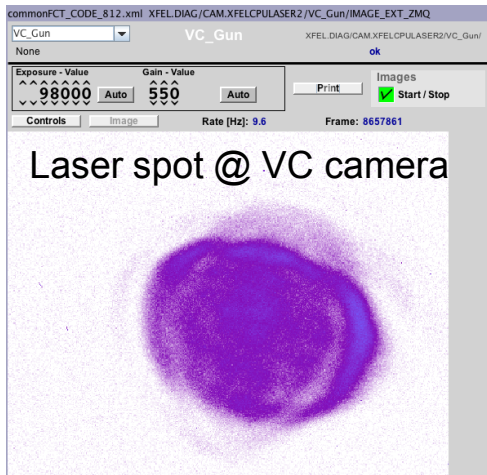 commonFCT_CODE_812.xml XFEL.DIAG/CAM.XFELCPULASER2/VC_Gun/IMAGE_EXT_ZMQ
VC_Gun VC_Gun XFEL.DIAG/CAM.XFELCPULASER2/VC_Gun/
None ok
Exposure - Value Gain - Value Images
98000 Auto 550 Auto Print Start / Stop
Controls Image Rate [Hz]: 9.6 Frame: 8657861
Laser spot @ VC camera